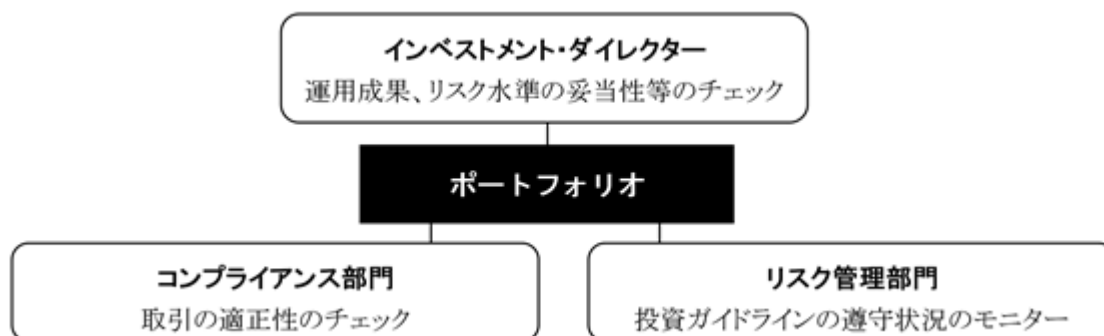 インベストメント・ダイレクター
運用成果、リスク水準の妥当性等のチェック
ポートフォリオ
コンプライアンス部門
取引の適正性のチェック
リスク管理部門
投資ガイドラインの遵守状況のモニター